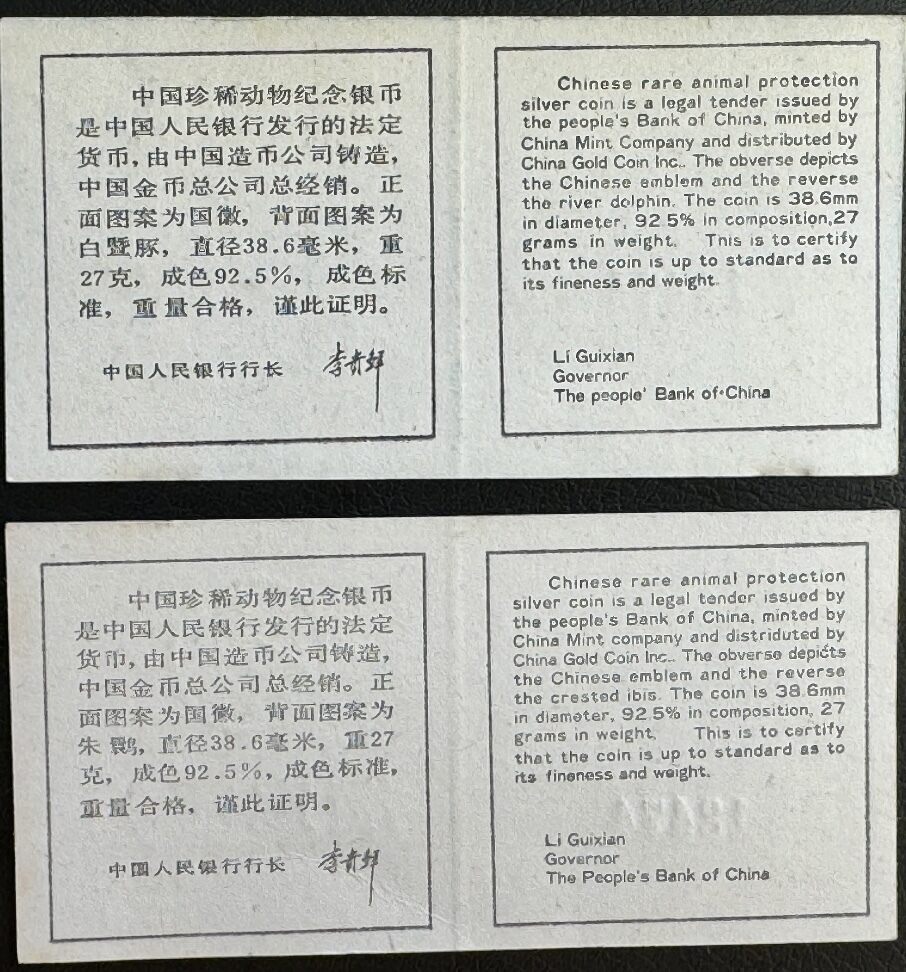 中国珍稀动物纪念银币
是中国人民银行发行的法定
货币,由中国造币公司铸造,
中国金币总公司总经销。正
面图案为国徽,背面图案为
白暨豚,直径38.6毫米,重
27克,成色92.5%,成色标
准,重量合格,谨此证明。
中国人民银行行长 李贵鲜
Chinese rare animal protection
silver coin is a legal tender issued by
the people's Bank of China, minted by
China Mint Company and distributed by
China Gold Coin Inc.. The obverse depicts
the Chinese emblem and the reverse
the river dolphin. The coin is 38.6mm
in diameter, 92.5% in composition,27
grams in weight. This is to certify
that the coin is up to standard as to
its fineness and weight.
Li Guixian
Governor
The people' Bank of China
中国珍稀动物纪念银币
是中国人民银行发行的法定
货币,由中国造币公司铸造,
中国金币总公司总经销。正
面图案为国徽,背面图案为
朱鹮,直径38.6毫米,重27
克,成色92.5%,成色标准,
重量合格,谨此证明。
中国人民银行行长 李贵鲜
Chinese rare animal protection
silver coin is a legal tender issued by
the people's Bank of China, minted by
China Mint company and distriduted by
China Gold Coin Inc.. The obverse depicts
the Chinese emblem and the reverse
the crested ibis. The coin is 38.6mm
in diameter, 92.5% in composition, 27
grams in weight. This is to certify
that the coin is up to standard as to
its fineness and weight.
Li Guixian
Governor
The People's Bank of China